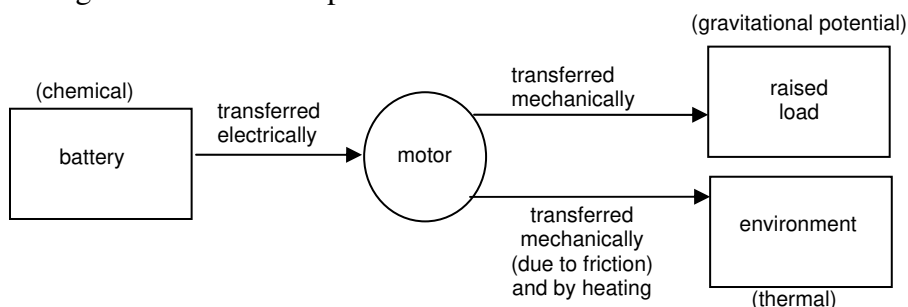 (gravitational potential)
(chemical)
battery
transferred
electrically
motor
transferred
mechanically
raised
load
transferred
mechanically
(due to friction)
and by heating
environment
(thermal)